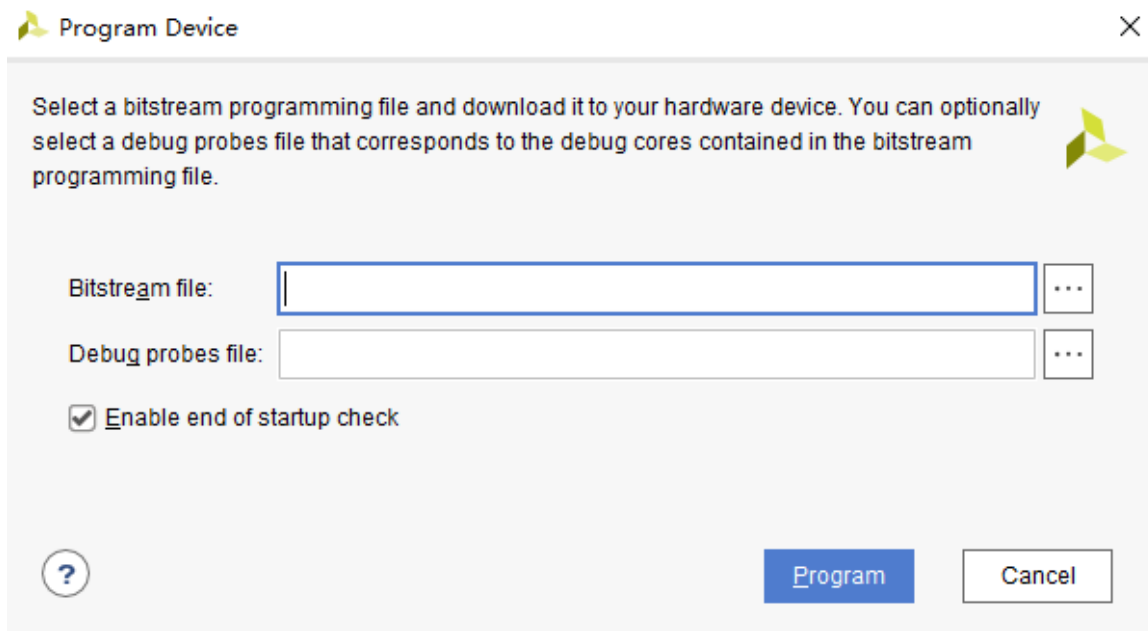 Program Device
Select a bitstream programming file and download it to your hardware device. You can optionally
select a debug probes file that corresponds to the debug cores contained in the bitstream
programming file.
Bitstream file:
...
Debug probes file:
...
Enable end of startup check
?
Program
Cancel